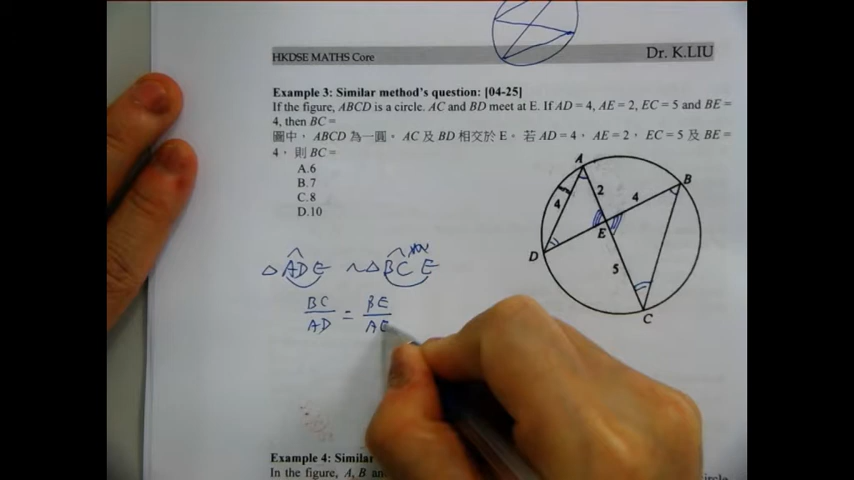 HKDSE MATHS Core Dr. K.LIU
Example 3: Similar method's question: [04-25]
If the figure, ABCD is a circle. AC and BD meet at E. If AD = 4, AE = 2, EC = 5 and BE =
4, then BC =
圖中， ABCD 為一圓。 AC 及 BD 相交於 E 。 若 AD = 4， AE = 2， EC = 5 及 BE =
4， 則 BC =
A.6
B.7
C.8
D.10
A
B
2
4
4
E
D
5
C
△ADE ~△BCE
BC/AD = BE/AE
Example 4: Similar
In the figure, A, B an
circle